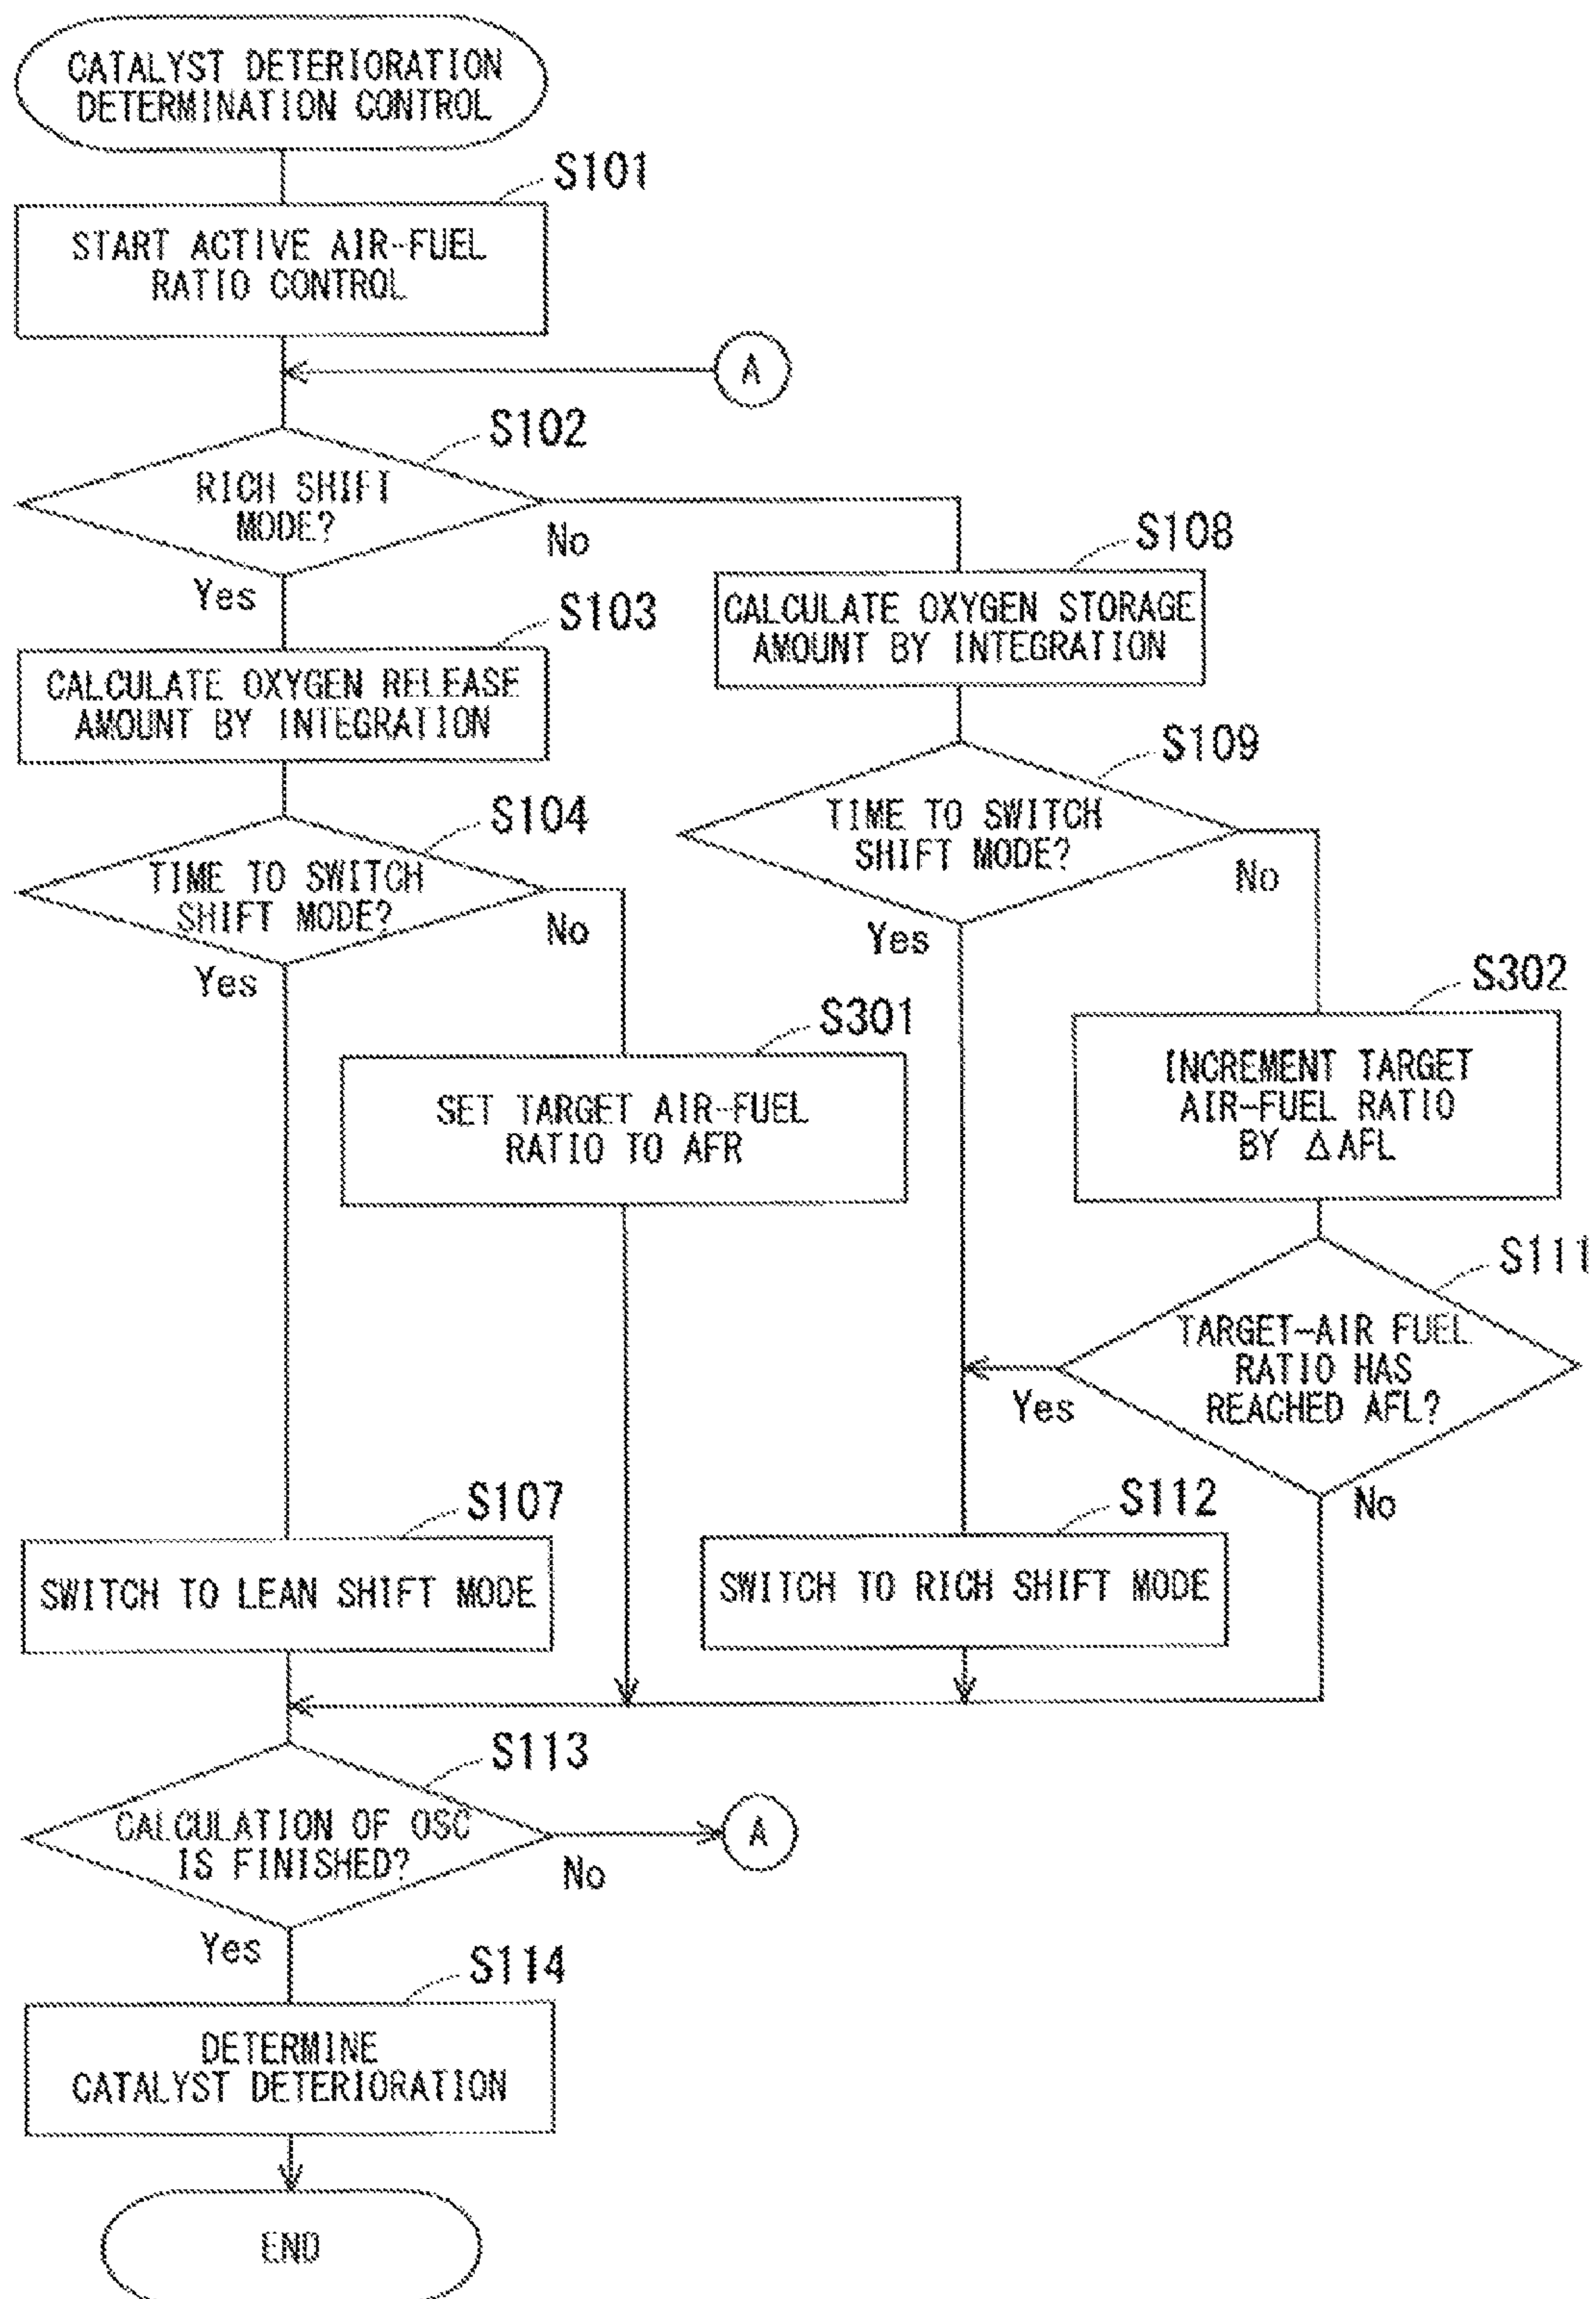 CATALYST DETERIORATION
DETERMINATION CONTROL
S101
START ACTIVE AIR-FUEL
RATIO CONTROL
A
S102
RICH SHIFT
MODE?
No
Yes
S103
CALCULATE OXYGEN RELEASE
AMOUNT BY INTEGRATION
S108
CALCULATE OXYGEN STORAGE
AMOUNT BY INTEGRATION
S104
TIME TO SWITCH
SHIFT MODE?
No
Yes
S109
TIME TO SWITCH
SHIFT MODE?
No
Yes
S301
SET TARGET AIR-FUEL
RATIO TO AFR
S302
INCREMENT TARGET
AIR-FUEL RATIO
BY ΔAFL
S111
TARGET-AIR FUEL
RATIO HAS
REACHED AFL?
Yes
No
S107
SWITCH TO LEAN SHIFT MODE
S112
SWITCH TO RICH SHIFT MODE
S113
CALCULATION OF OSC
IS FINISHED?
No
A
Yes
S114
DETERMINE
CATALYST DETERIORATION
END